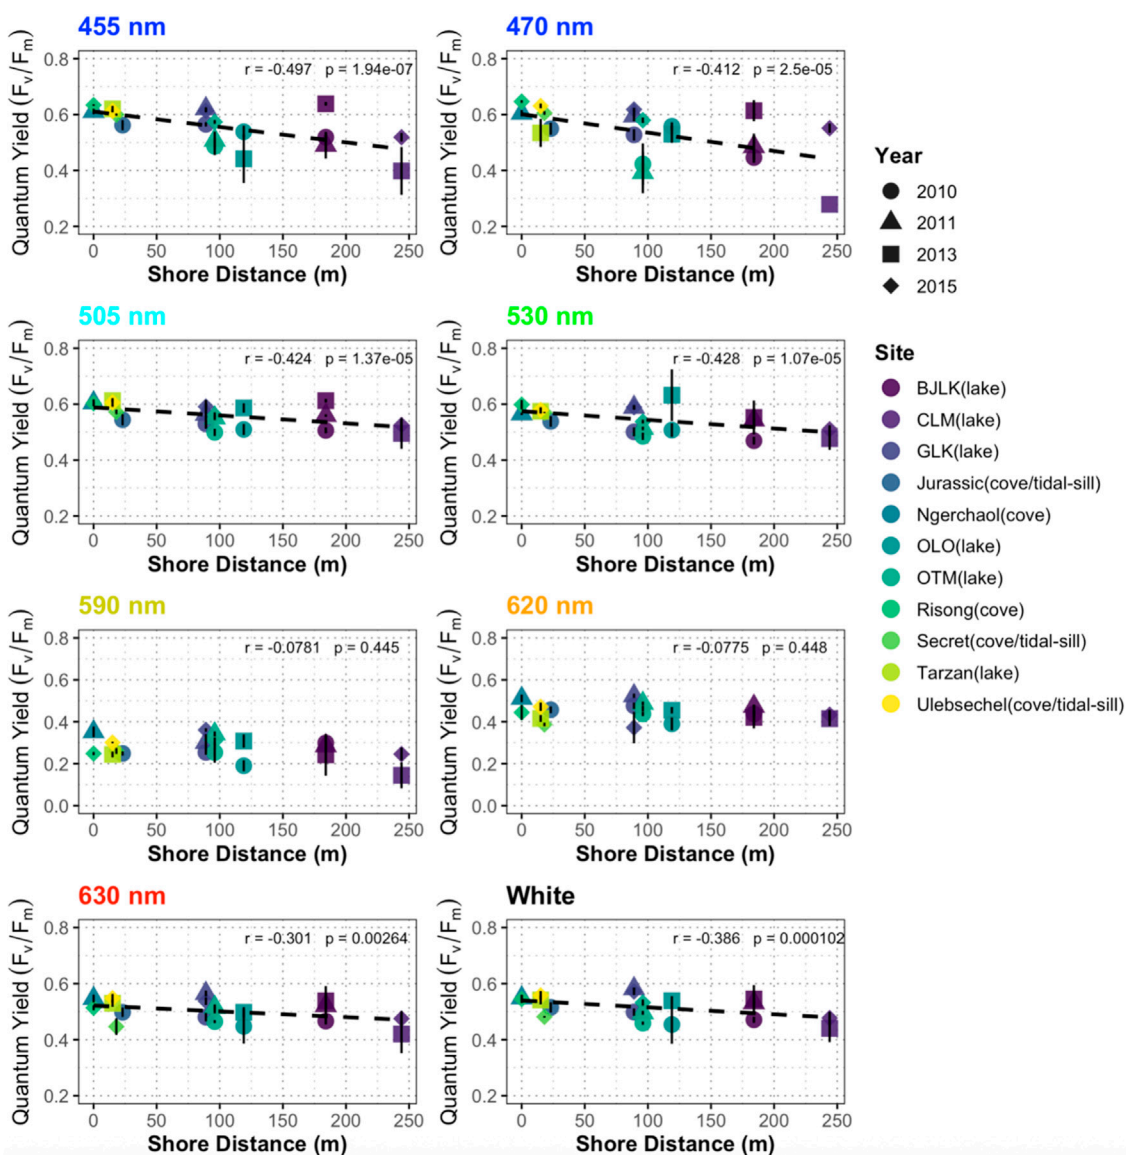 455 nm
470 nm
0.8
0.6
0.4
0.2
Quantum Yield (Fv/Fm)
r = -0.497 p = 1.94e-07
0 50 100 150 200 250
Shore Distance (m)
0.8
0.6
0.4
0.2
Quantum Yield (Fv/Fm)
r = -0.412 p = 2.5e-05
0 50 100 150 200 250
Shore Distance (m)
505 nm
530 nm
0.8
0.6
0.4
0.2
Quantum Yield (Fv/Fm)
r = -0.424 p = 1.37e-05
0 50 100 150 200 250
Shore Distance (m)
0.8
0.6
0.4
0.2
Quantum Yield (Fv/Fm)
r = -0.428 p = 1.07e-05
0 50 100 150 200 250
Shore Distance (m)
590 nm
620 nm
0.8
0.6
0.4
0.2
0.0
Quantum Yield (Fv/Fm)
r = -0.0781 p = 0.445
0 50 100 150 200 250
Shore Distance (m)
0.8
0.6
0.4
0.2
0.0
Quantum Yield (Fv/Fm)
r = -0.0775 p = 0.448
0 50 100 150 200 250
Shore Distance (m)
630 nm
White
0.8
0.6
0.4
0.2
Quantum Yield (Fv/Fm)
r = -0.301 p = 0.00264
0 50 100 150 200 250
Shore Distance (m)
0.8
0.6
0.4
0.2
Quantum Yield (Fv/Fm)
r = -0.386 p = 0.000102
0 50 100 150 200 250
Shore Distance (m)
Year
2010
2011
2013
2015
Site
BJLK(lake)
CLM(lake)
GLK(lake)
Jurassic(cove/tidal-sill)
Ngerchaol(cove)
OLO(lake)
OTM(lake)
Risong(cove)
Secret(cove/tidal-sill)
Tarzan(lake)
Ulebsechel(cove/tidal-sill)